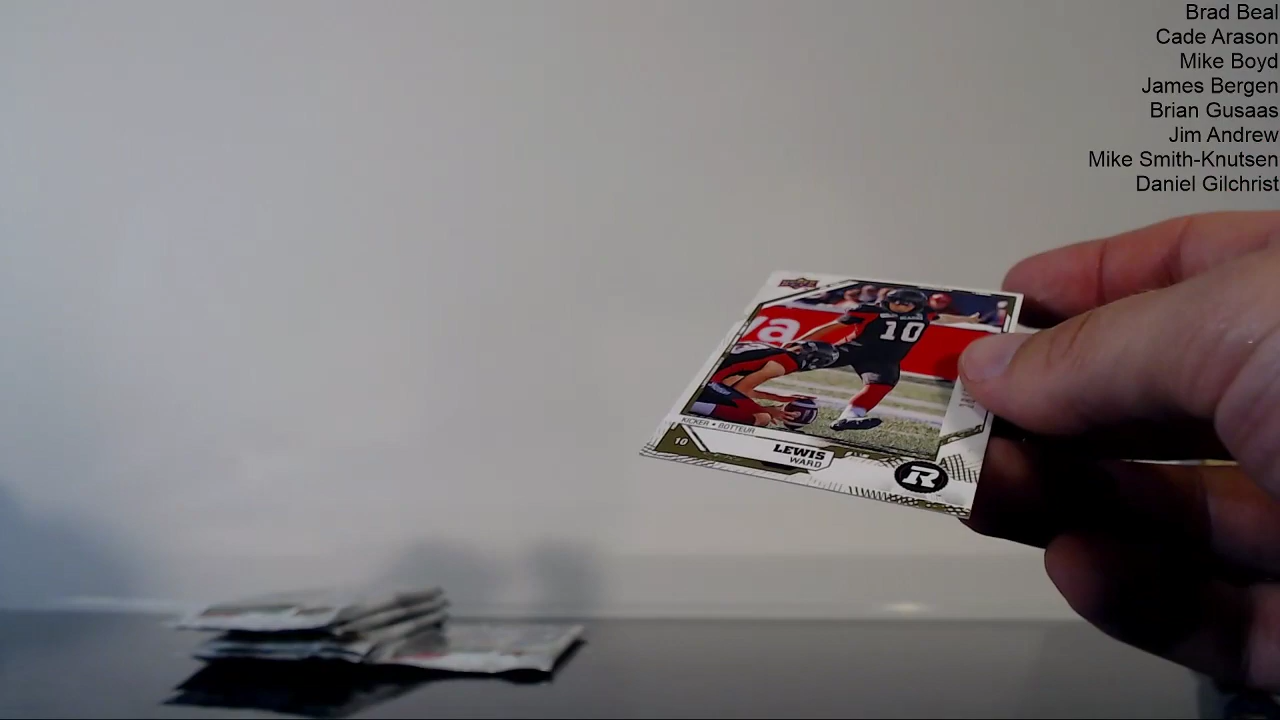 Brad Beal
Cade Arason
Mike Boyd
James Bergen
Brian Gusaas
Jim Andrew
Mike Smith-Knutsen
Daniel Gilchrist
10
KICKER • BOTTEUR
10
LEWIS
WARD
R